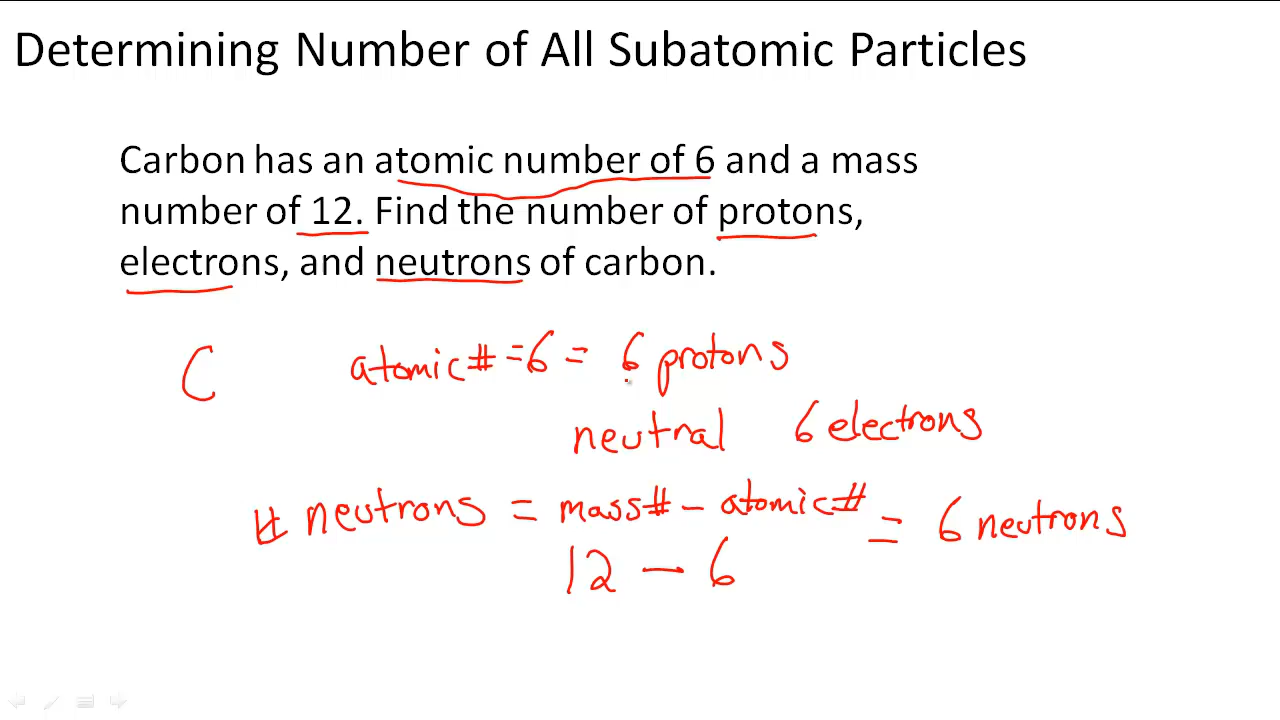 Determining Number of All Subatomic Particles
Carbon has an atomic number of 6 and a mass
number of 12. Find the number of protons,
electrons, and neutrons of carbon.
C atomic# = 6 = 6 protons
neutral 6 electrons
# neutrons = mass# - atomic# = 6 neutrons
12 - 6